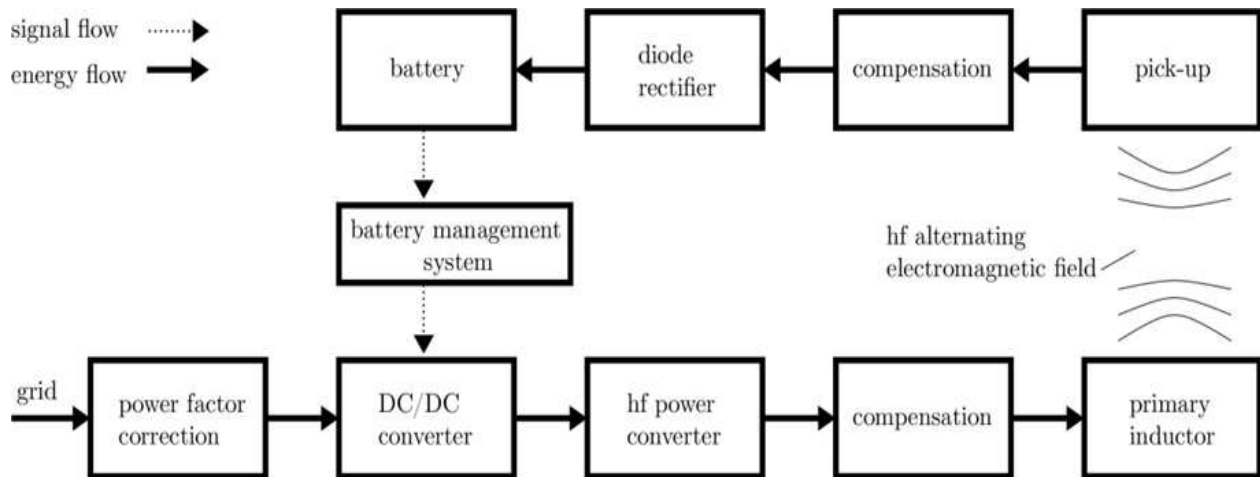 signal flow
energy flow
battery
diode
rectifier
compensation
pick-up
battery management
system
hf alternating
electromagnetic field
grid
power factor
correction
DC/DC
converter
hf power
converter
compensation
primary
inductor